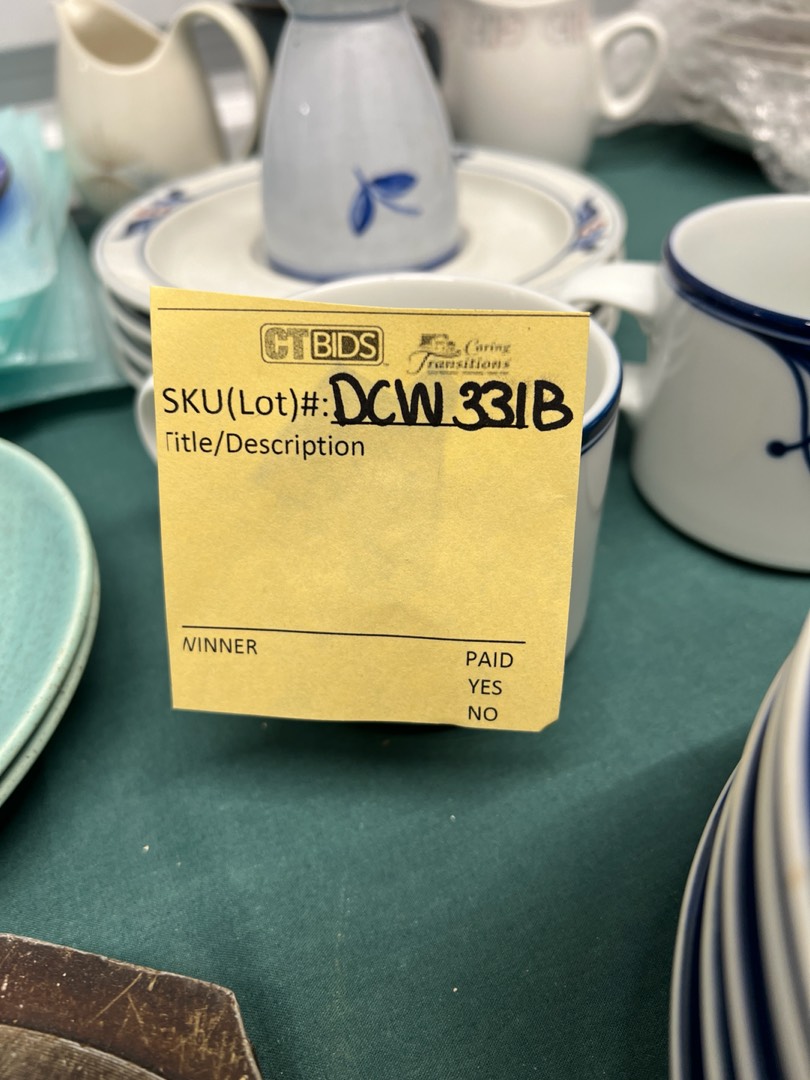 CTBIDS Caring Transitions
SKU(Lot)#: DCW 331B
Title/Description
WINNER PAID
YES
NO